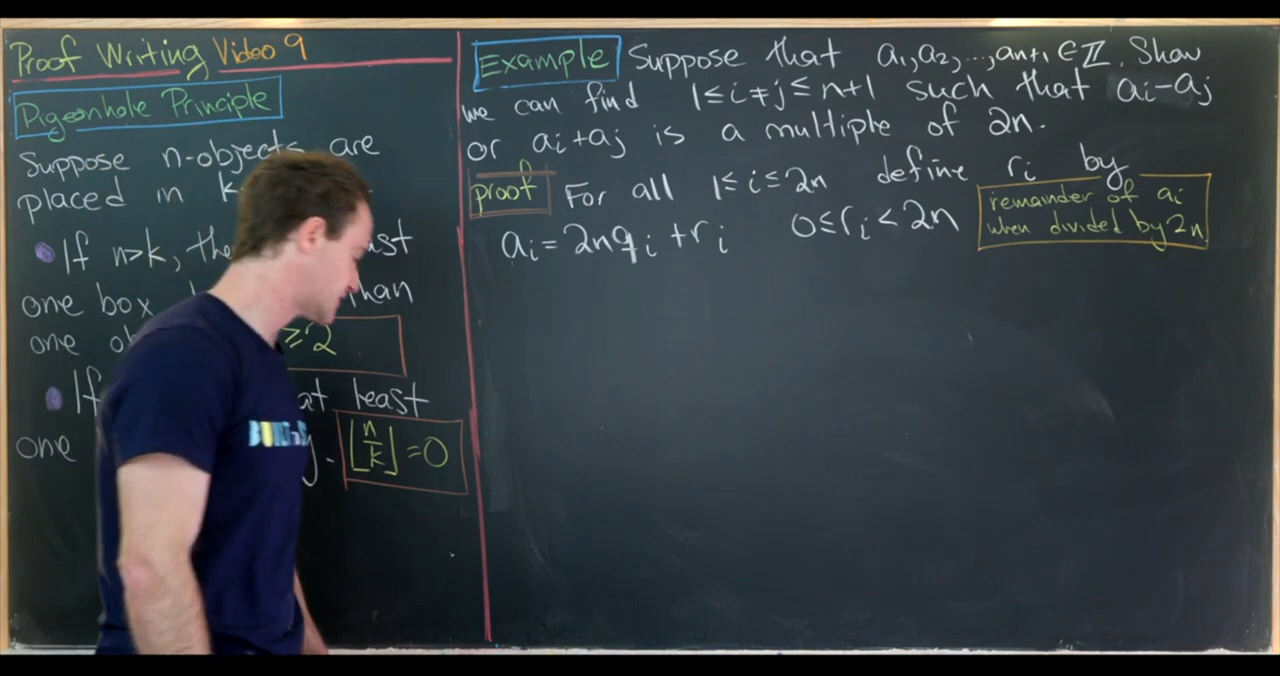 Proof Writing Video 9
Pigeonhole Principle
Suppose n-objects are
placed in
If n>k,
one box than
one ≥2
If at least
one ⌊n/k⌋=0
Example Suppose that a₁,a₂,...,aₙ₊₁ ∈ ℤ. Show
we can find 1≤i≠j≤n+1 such that aᵢ-aⱼ
or aᵢ+aⱼ is a multiple of 2n.
proof For all 1≤i≤2n define rᵢ by
aᵢ=2nqᵢ+rᵢ 0≤rᵢ<2n
remainder of aᵢ
when divided by 2n